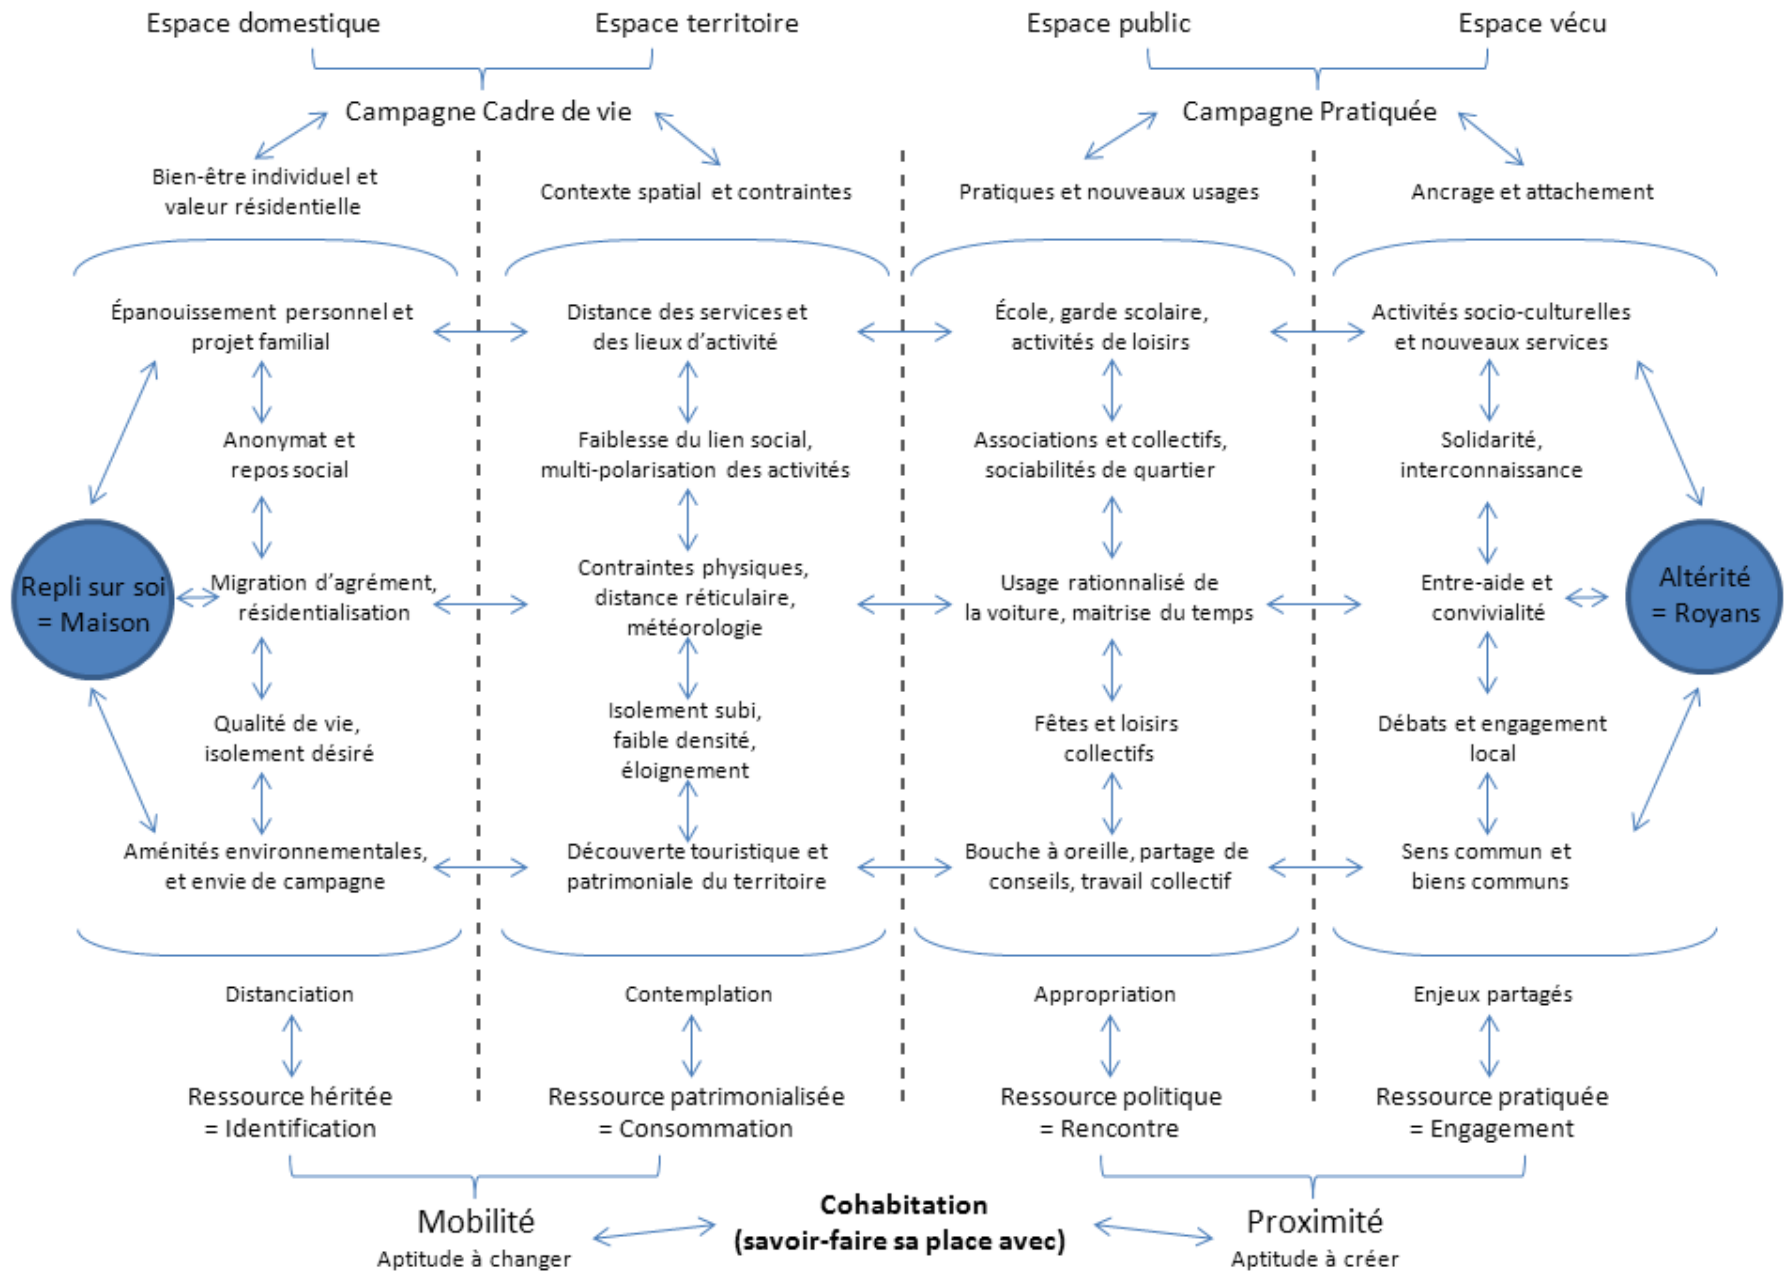 Espace domestique
Espace territoire
Espace public
Espace vécu
Campagne Cadre de vie
Campagne Pratiquée
Bien-être individuel et
valeur résidentielle
Contexte spatial et contraintes
Pratiques et nouveaux usages
Ancrage et attachement
Épanouissement personnel et
projet familial
Distance des services et
des lieux d'activité
École, garde scolaire,
activités de loisirs
Activités socio-culturelles
et nouveaux services
Anonymat et
repos social
Faiblesse du lien social,
multi-polarisation des activités
Associations et collectifs,
sociabilités de quartier
Solidarité,
interconnaissance
Repli sur soi
= Maison
Migration d'agrément,
résidentialisation
Contraintes physiques,
distance réticulaire,
météorologie
Usage rationnalisé de
la voiture, maitrise du temps
Entre-aide et
convivialité
Altérité
= Royans
Qualité de vie,
isolement désiré
Isolement subi,
faible densité,
éloignement
Fêtes et loisirs
collectifs
Débats et engagement
local
Aménités environnementales,
et envie de campagne
Découverte touristique et
patrimoniale du territoire
Bouche à oreille, partage de
conseils, travail collectif
Sens commun et
biens communs
Distanciation
Contemplation
Appropriation
Enjeux partagés
Ressource héritée
= Identification
Ressource patrimonialisée
= Consommation
Ressource politique
= Rencontre
Ressource pratiquée
= Engagement
Mobilité
Aptitude à changer
Cohabitation
(savoir-faire sa place avec)
Proximité
Aptitude à créer